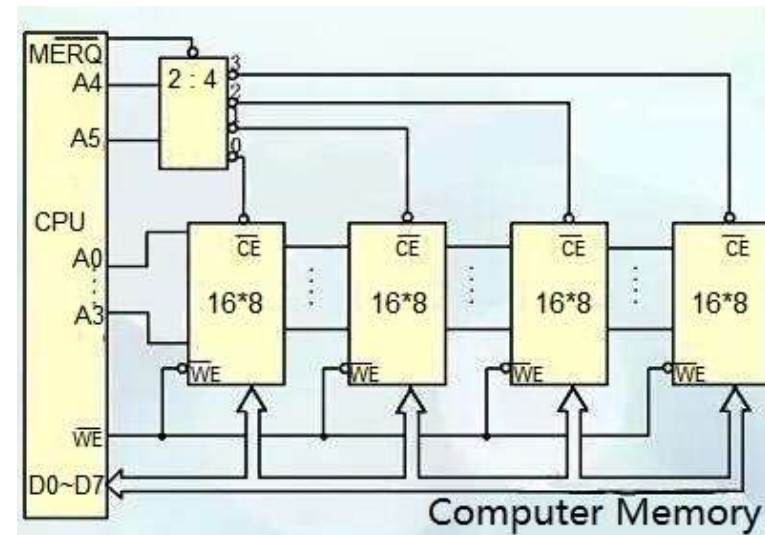 MERQ
A4
A5
2 : 4
3
2
1
0
CPU
A0
A3
CE
CE
CE
CE
16*8
16*8
16*8
16*8
WE
WE
WE
WE
WE
D0~D7
Computer Memory